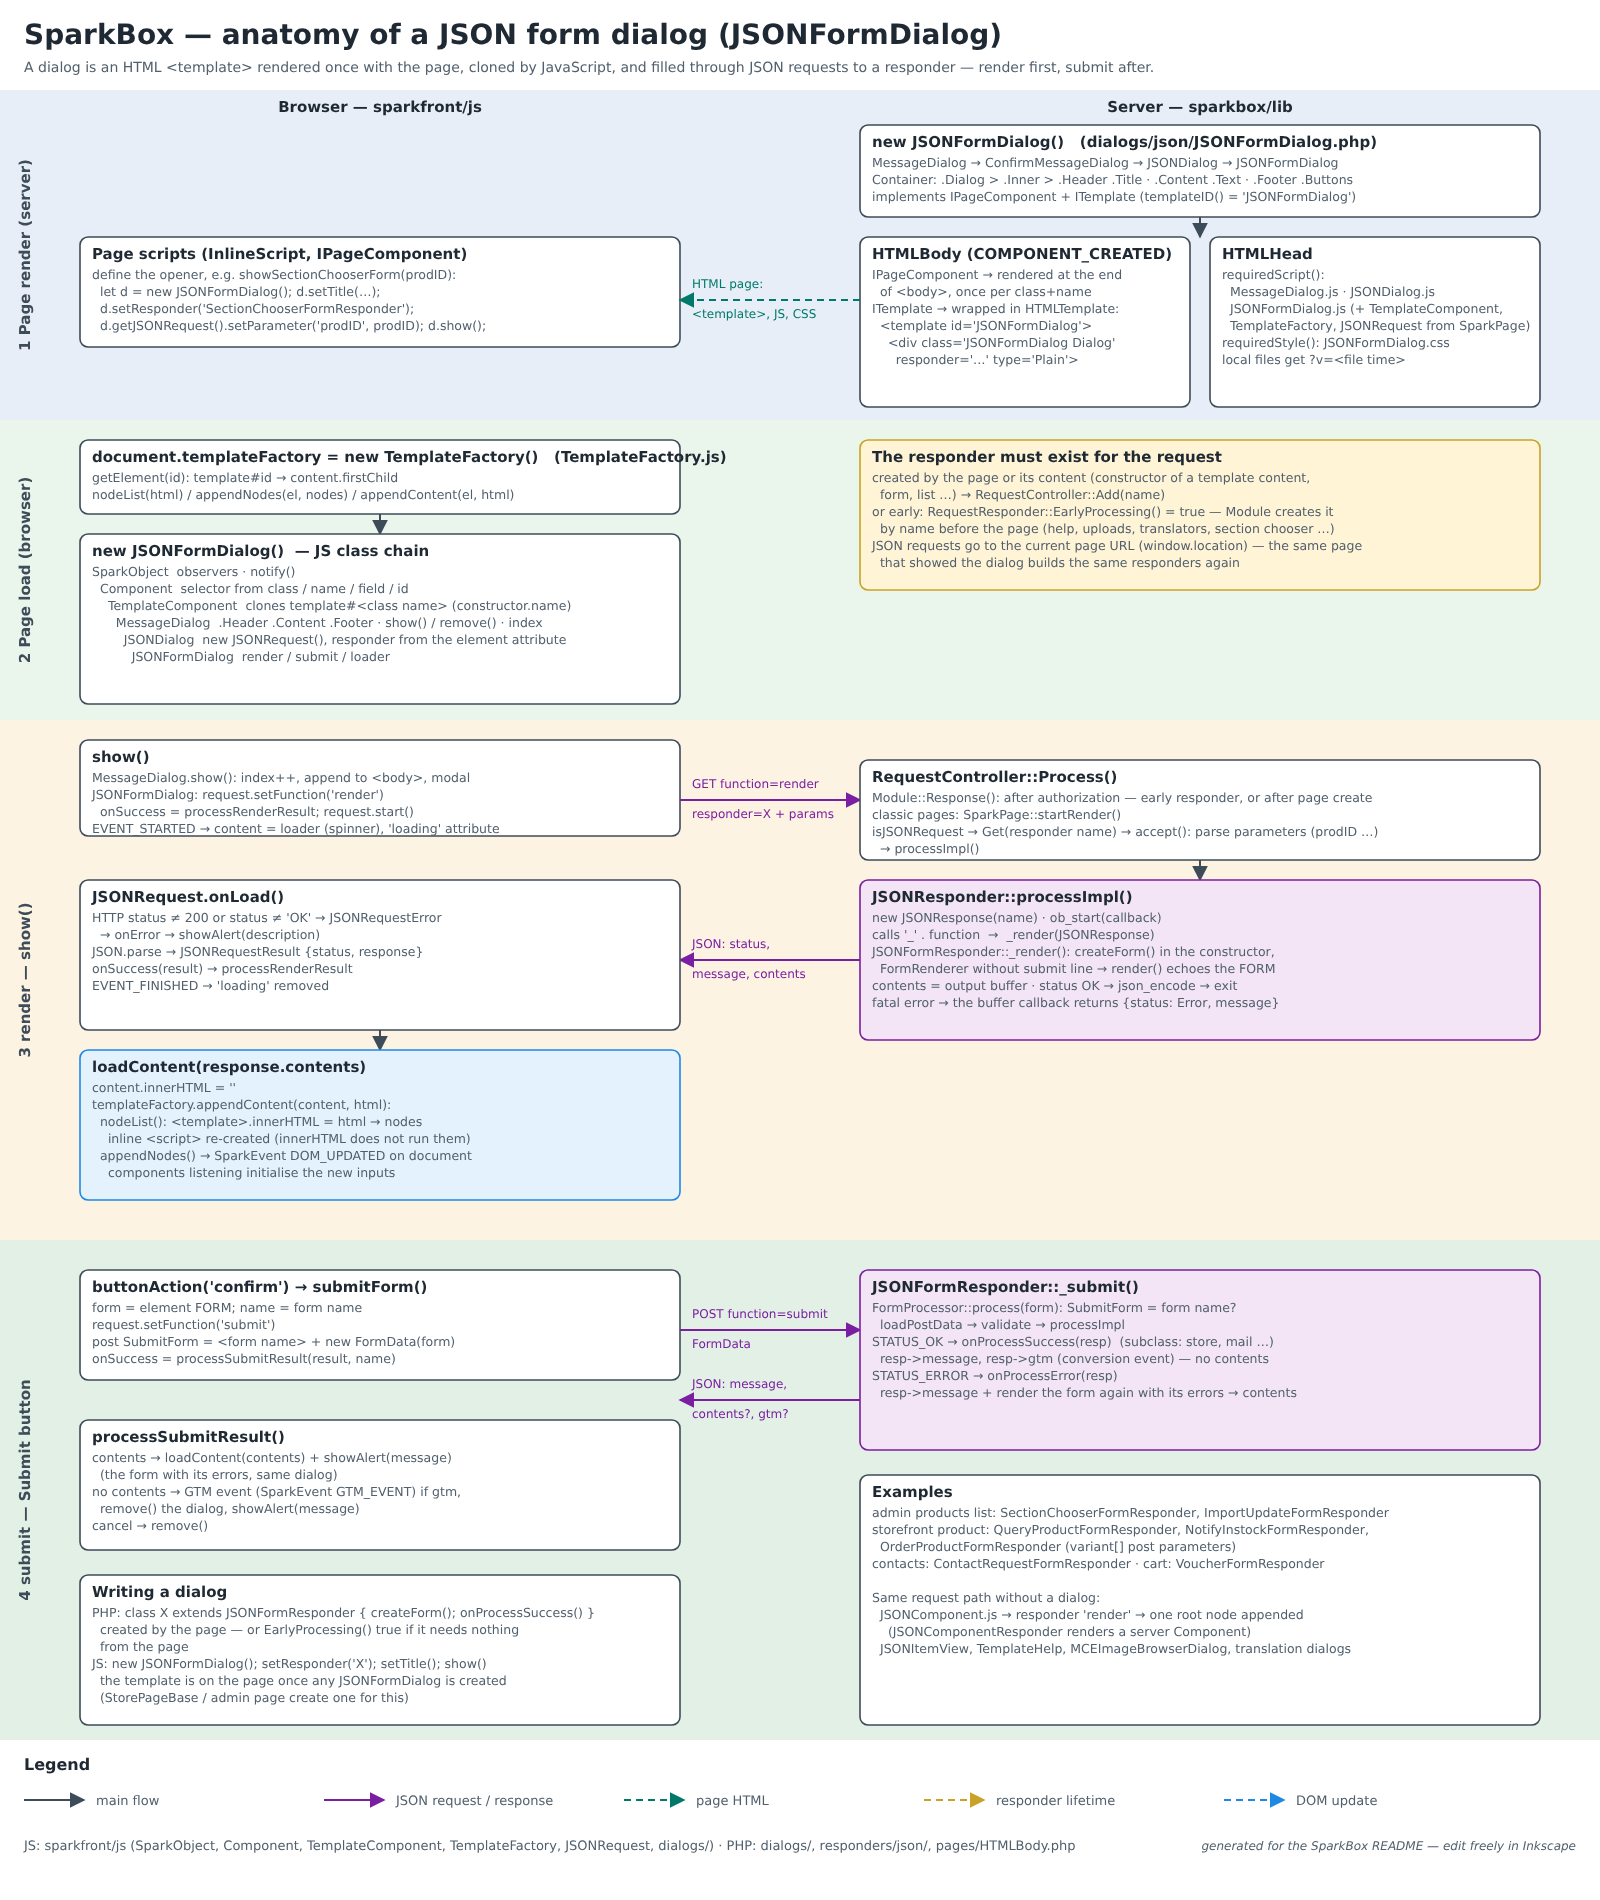 SparkBox — anatomy of a JSON form dialog (JSONFormDialog)
A dialog is an HTML <template> rendered once with the page, cloned by JavaScript, and filled through JSON requests to a responder — render first, submit after.
Browser — sparkfront/js
Server — sparkbox/lib
1 Page render (server)
new JSONFormDialog()   (dialogs/json/JSONFormDialog.php)
MessageDialog → ConfirmMessageDialog → JSONDialog → JSONFormDialog
Container: .Dialog > .Inner > .Header .Title · .Content .Text · .Footer .Buttons
implements IPageComponent + ITemplate (templateID() = 'JSONFormDialog')
Page scripts (InlineScript, IPageComponent)
define the opener, e.g. showSectionChooserForm(prodID):
let d = new JSONFormDialog(); d.setTitle(…);
d.setResponder('SectionChooserFormResponder');
d.getJSONRequest().setParameter('prodID', prodID); d.show();
HTML page:
<template>, JS, CSS
HTMLBody (COMPONENT_CREATED)
IPageComponent → rendered at the end
of <body>, once per class+name
ITemplate → wrapped in HTMLTemplate:
<template id='JSONFormDialog'>
<div class='JSONFormDialog Dialog'
responder='…' type='Plain'>
HTMLHead
requiredScript():
MessageDialog.js · JSONDialog.js
JSONFormDialog.js (+ TemplateComponent,
TemplateFactory, JSONRequest from SparkPage)
requiredStyle(): JSONFormDialog.css
local files get ?v=<file time>
2 Page load (browser)
document.templateFactory = new TemplateFactory()   (TemplateFactory.js)
getElement(id): template#id → content.firstChild
nodeList(html) / appendNodes(el, nodes) / appendContent(el, html)
new JSONFormDialog()  — JS class chain
SparkObject  observers · notify()
Component  selector from class / name / field / id
TemplateComponent  clones template#<class name> (constructor.name)
MessageDialog  .Header .Content .Footer · show() / remove() · index
JSONDialog  new JSONRequest(), responder from the element attribute
JSONFormDialog  render / submit / loader
The responder must exist for the request
created by the page or its content (constructor of a template content,
form, list …) → RequestController::Add(name)
or early: RequestResponder::EarlyProcessing() = true — Module creates it
by name before the page (help, uploads, translators, section chooser …)
JSON requests go to the current page URL (window.location) — the same page
that showed the dialog builds the same responders again
3 render — show()
show()
MessageDialog.show(): index++, append to <body>, modal
JSONFormDialog: request.setFunction('render')
onSuccess = processRenderResult; request.start()
EVENT_STARTED → content = loader (spinner), 'loading' attribute
GET function=render
responder=X + params
RequestController::Process()
Module::Response(): after authorization — early responder, or after page create
classic pages: SparkPage::startRender()
isJSONRequest → Get(responder name) → accept(): parse parameters (prodID …)
→ processImpl()
JSONRequest.onLoad()
HTTP status ≠ 200 or status ≠ 'OK' → JSONRequestError
→ onError → showAlert(description)
JSON.parse → JSONRequestResult {status, response}
onSuccess(result) → processRenderResult
EVENT_FINISHED → 'loading' removed
JSON: status,
message, contents
JSONResponder::processImpl()
new JSONResponse(name) · ob_start(callback)
calls '_' . function  →  _render(JSONResponse)
JSONFormResponder::_render(): createForm() in the constructor,
FormRenderer without submit line → render() echoes the FORM
contents = output buffer · status OK → json_encode → exit
fatal error → the buffer callback returns {status: Error, message}
loadContent(response.contents)
content.innerHTML = ''
templateFactory.appendContent(content, html):
nodeList(): <template>.innerHTML = html → nodes
inline <script> re-created (innerHTML does not run them)
appendNodes() → SparkEvent DOM_UPDATED on document
components listening initialise the new inputs
4 submit — Submit button
buttonAction('confirm') → submitForm()
form = element FORM; name = form name
request.setFunction('submit')
post SubmitForm = <form name> + new FormData(form)
onSuccess = processSubmitResult(result, name)
POST function=submit
FormData
JSON: message,
contents?, gtm?
JSONFormResponder::_submit()
FormProcessor::process(form): SubmitForm = form name?
loadPostData → validate → processImpl
STATUS_OK → onProcessSuccess(resp)  (subclass: store, mail …)
resp->message, resp->gtm (conversion event) — no contents
STATUS_ERROR → onProcessError(resp)
resp->message + render the form again with its errors → contents
processSubmitResult()
contents → loadContent(contents) + showAlert(message)
(the form with its errors, same dialog)
no contents → GTM event (SparkEvent GTM_EVENT) if gtm,
remove() the dialog, showAlert(message)
cancel → remove()
Examples
admin products list: SectionChooserFormResponder, ImportUpdateFormResponder
storefront product: QueryProductFormResponder, NotifyInstockFormResponder,
OrderProductFormResponder (variant[] post parameters)
contacts: ContactRequestFormResponder · cart: VoucherFormResponder
Same request path without a dialog:
JSONComponent.js → responder 'render' → one root node appended
(JSONComponentResponder renders a server Component)
JSONItemView, TemplateHelp, MCEImageBrowserDialog, translation dialogs
Writing a dialog
PHP: class X extends JSONFormResponder { createForm(); onProcessSuccess() }
created by the page — or EarlyProcessing() true if it needs nothing
from the page
JS: new JSONFormDialog(); setResponder('X'); setTitle(); show()
the template is on the page once any JSONFormDialog is created
(StorePageBase / admin page create one for this)
Legend
main flow
JSON request / response
page HTML
responder lifetime
DOM update
JS: sparkfront/js (SparkObject, Component, TemplateComponent, TemplateFactory, JSONRequest, dialogs/) · PHP: dialogs/, responders/json/, pages/HTMLBody.php
generated for the SparkBox README — edit freely in Inkscape